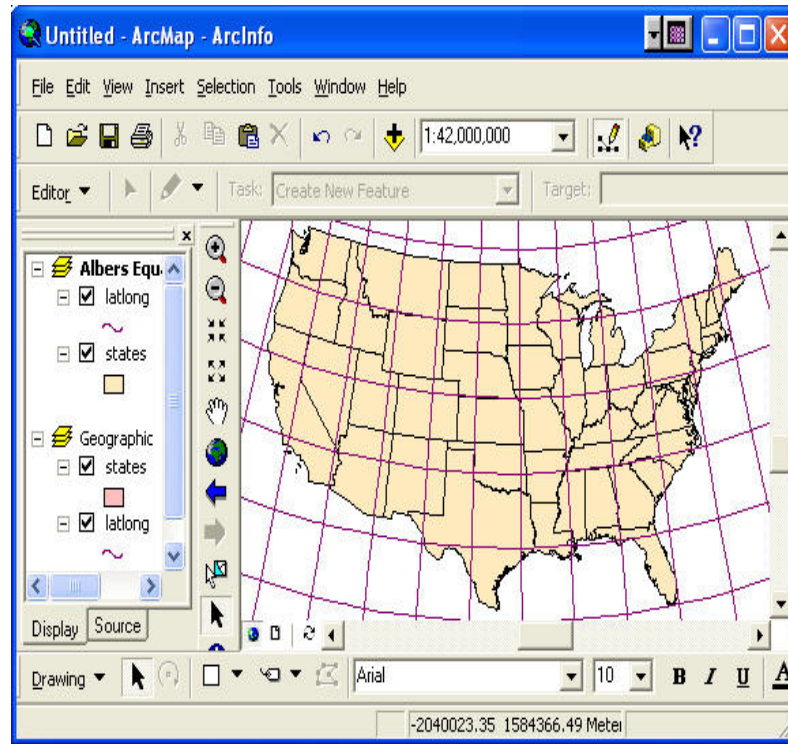 Untitled - ArcMap - ArcInfo
File Edit View Insert Selection Tools Window Help
1:42,000,000
Editor Task: Create New Feature Target:
Albers Equ
latlong
states
Geographic
states
latlong
Display Source
Drawing Arial 10 B I U A
-2040023.35 1584366.49 Meter